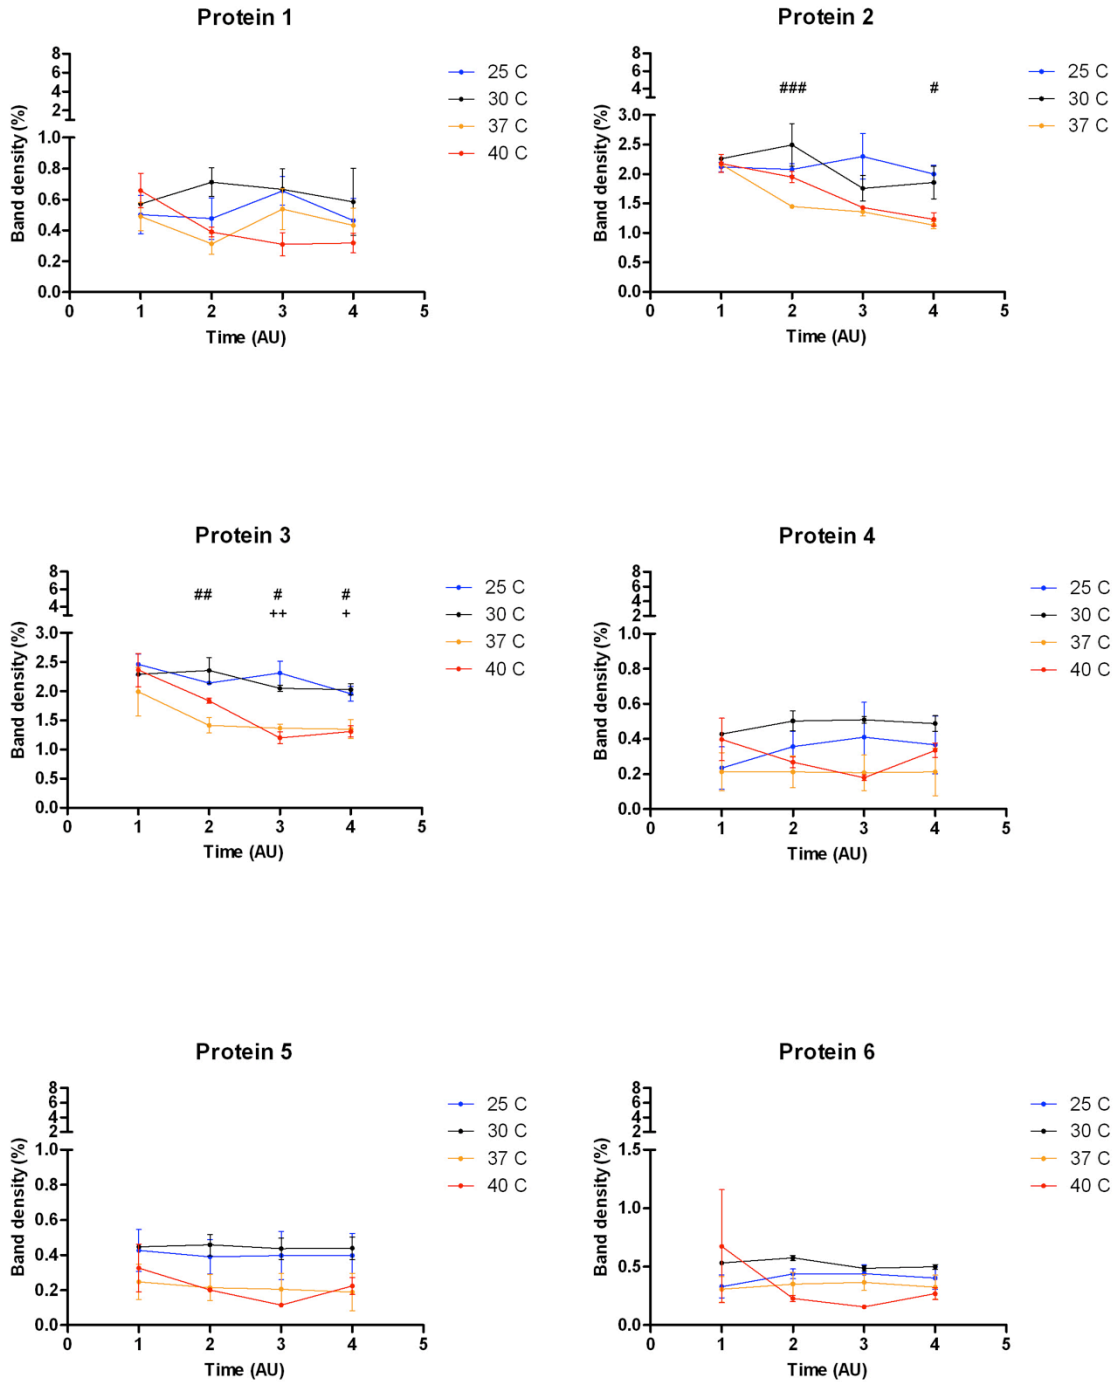 Protein 1
8
6
4
2
1.0
0.8
0.6
0.4
0.2
0.0
Band density (%)
0 1 2 3 4 5
Time (AU)
25 C
30 C
37 C
40 C
Protein 2
8
6
4
2
3.0
2.5
2.0
1.5
1.0
0.5
0.0
Band density (%)
### #
0 1 2 3 4 5
Time (AU)
25 C
30 C
37 C
Protein 3
8
6
4
2
3.0
2.5
2.0
1.5
1.0
0.5
0.0
Band density (%)
## # #
++ +
0 1 2 3 4 5
Time (AU)
25 C
30 C
37 C
40 C
Protein 4
8
6
4
2
1.0
0.8
0.6
0.4
0.2
0.0
Band density (%)
0 1 2 3 4 5
Time (AU)
25 C
30 C
37 C
40 C
Protein 5
8
6
4
2
1.0
0.8
0.6
0.4
0.2
0.0
Band density (%)
0 1 2 3 4 5
Time (AU)
25 C
30 C
37 C
40 C
Protein 6
8
6
4
2
1.5
1.0
0.5
0.0
Band density (%)
0 1 2 3 4 5
Time (AU)
25 C
30 C
37 C
40 C